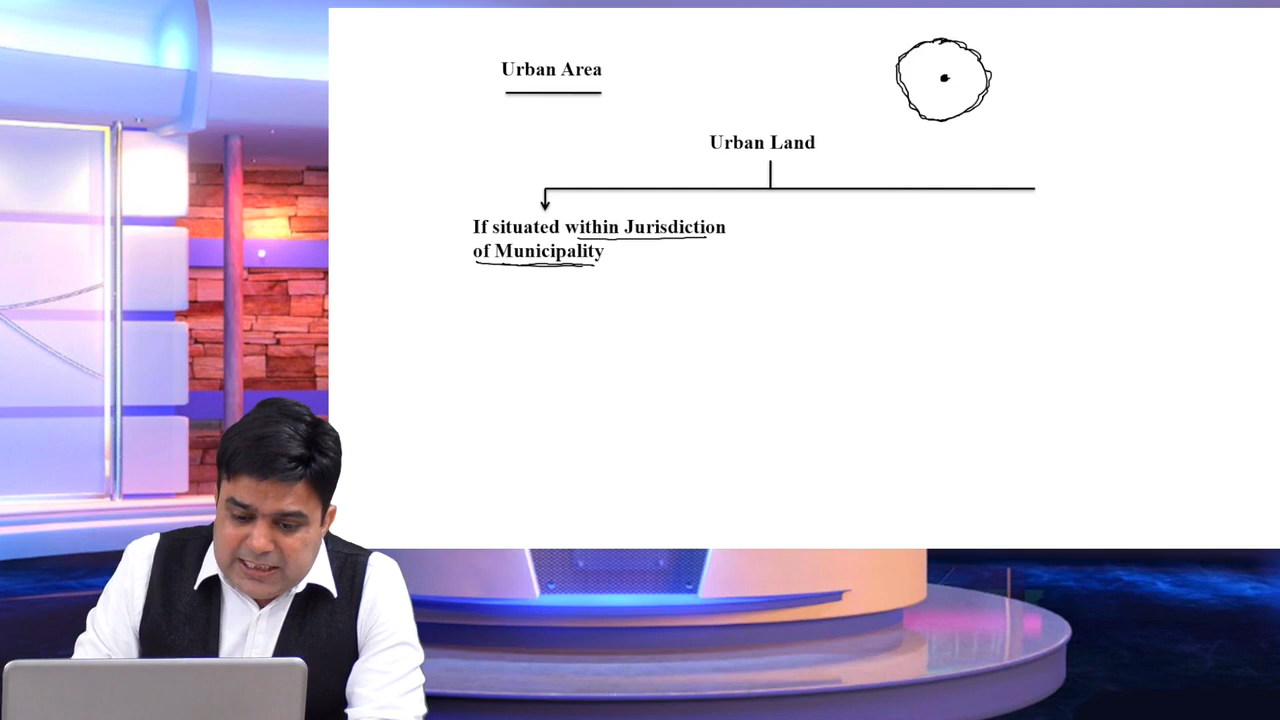 Urban Area
Urban Land
If situated within Jurisdiction
of Municipality